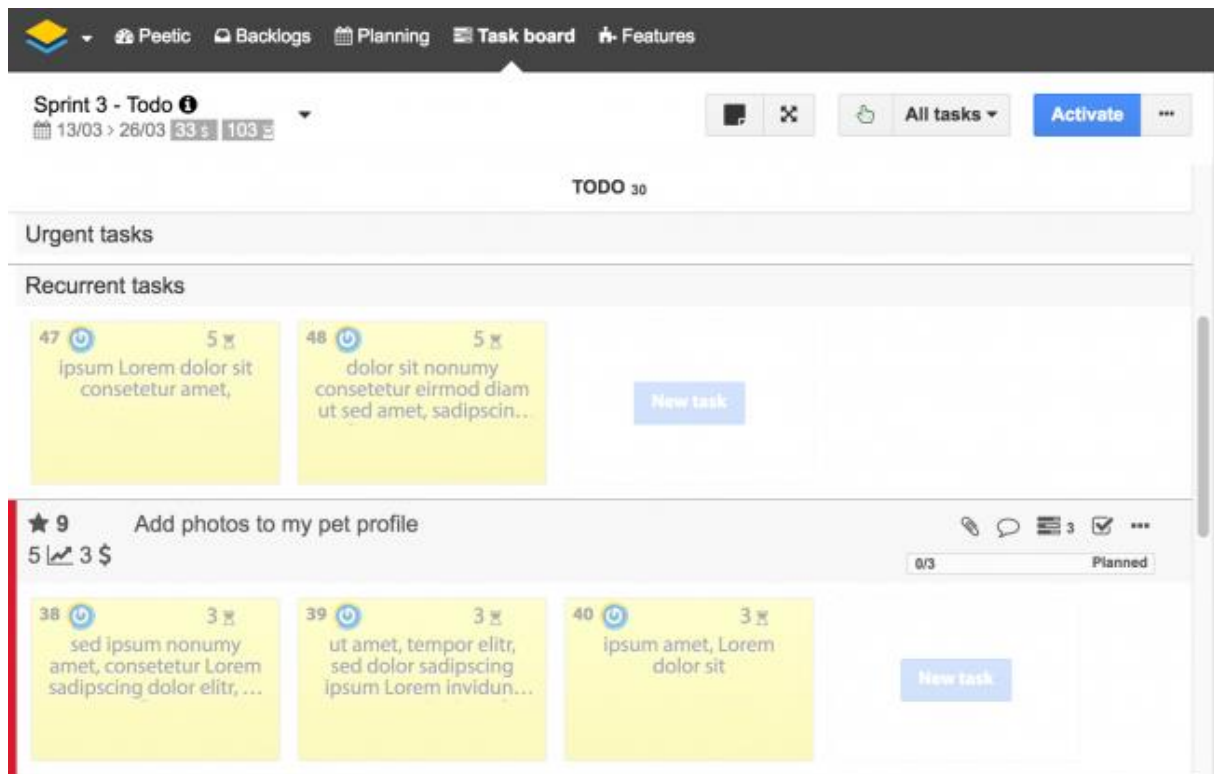 Peetic Backlogs Planning Task board Features
Sprint 3 - Todo
13/03 › 26/03 33 $ 103
All tasks Activate
TODO 30
Urgent tasks
Recurrent tasks
47 5
ipsum Lorem dolor sit
consetetur amet,
48 5
dolor sit nonumy
consetetur eirmod diam
ut sed amet, sadipscin...
New task
9 Add photos to my pet profile
3
5 3 $
0/3 Planned
38 3
sed ipsum nonumy
amet, consetetur Lorem
sadipscing dolor elitr, ...
39 3
ut amet, tempor elitr,
sed dolor sadipscing
ipsum Lorem invidun...
40 3
ipsum amet, Lorem
dolor sit
New task